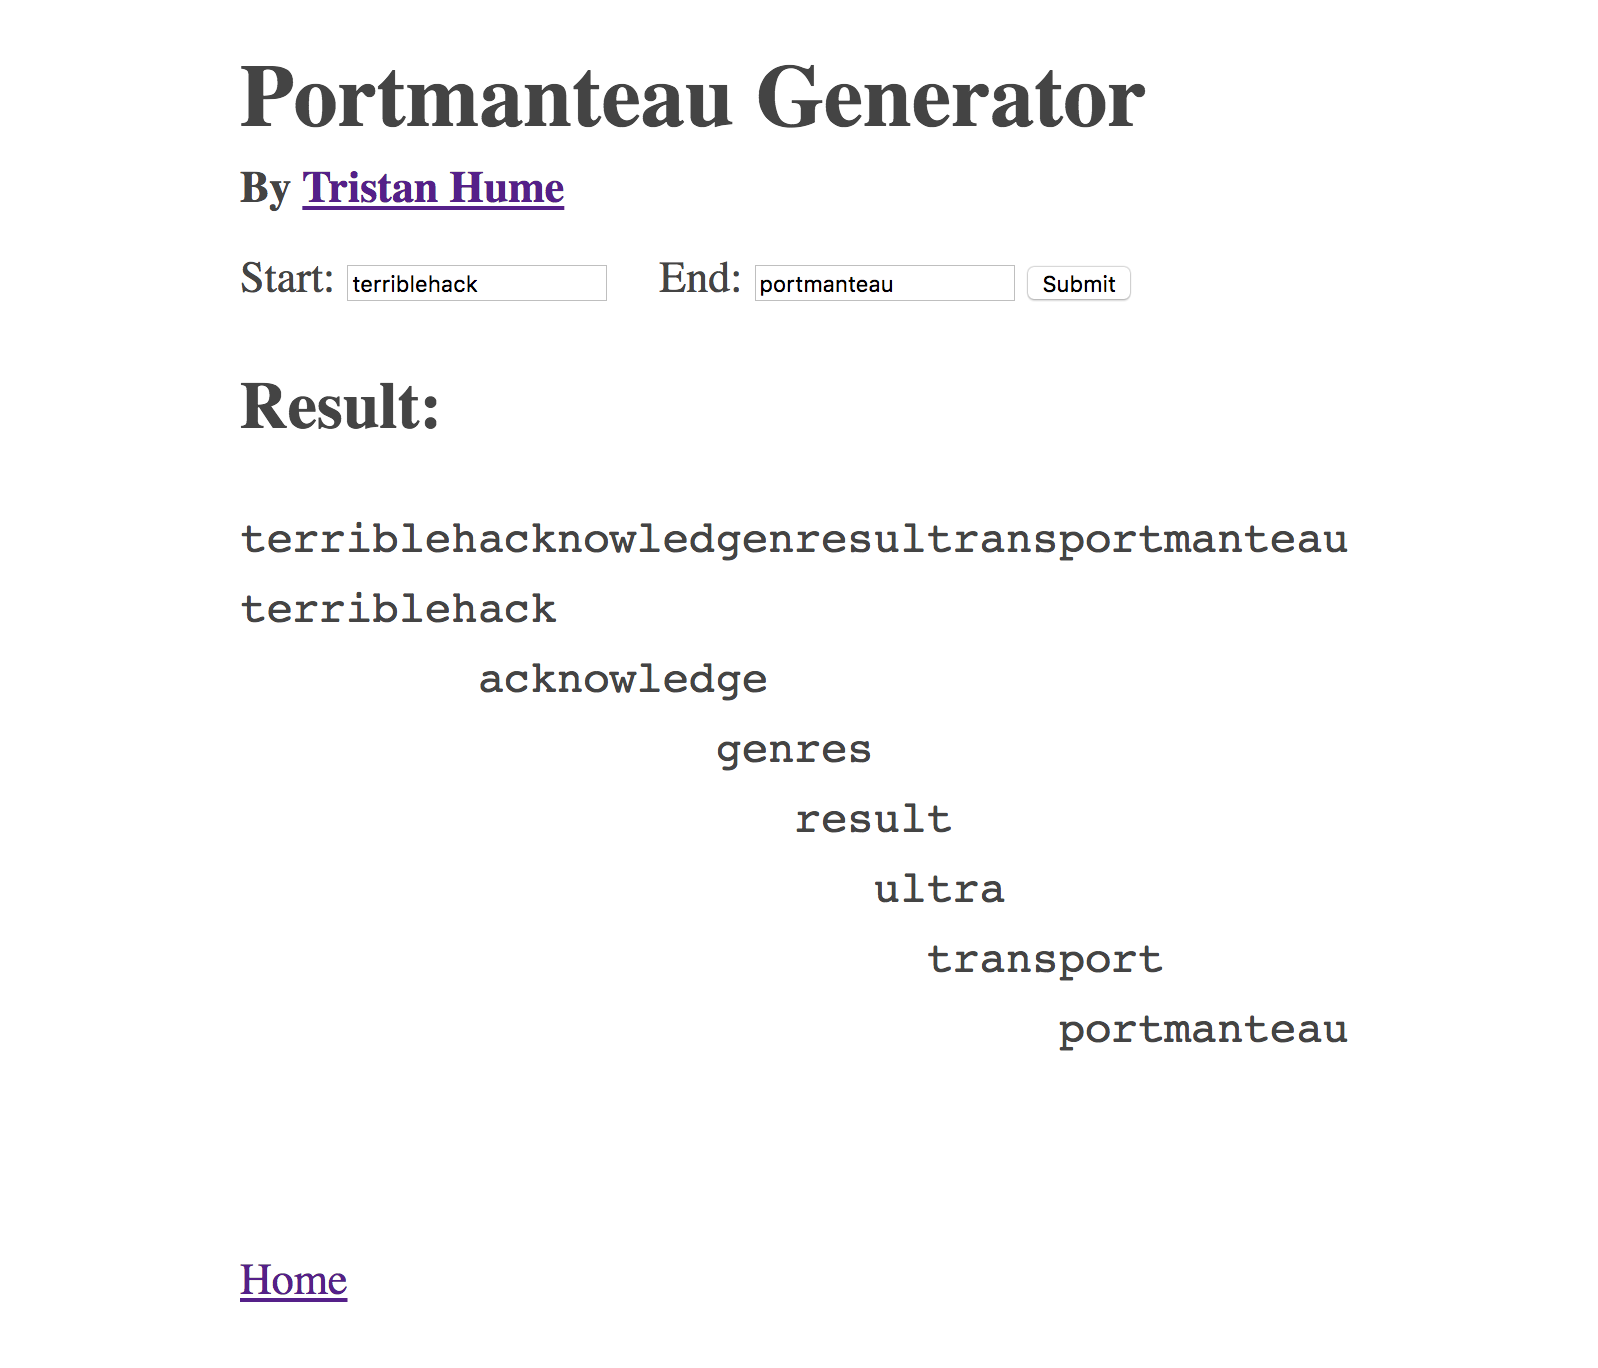 Portmanteau Generator
By Tristan Hume
Start: terriblehack End: portmanteau Submit
Result:
terriblehacknowledgenresultransportmanteau
terriblehack
acknowledge
genres
result
ultra
transport
portmanteau
Home